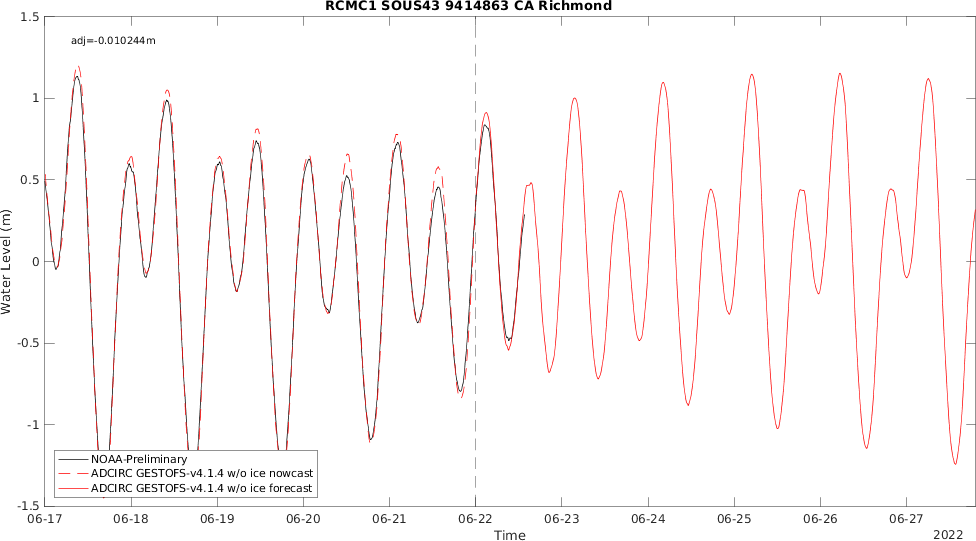 RCMC1 SOUS43 9414863 CA Richmond
adj=-0.010244m
1.5
1
0.5
0
-0.5
-1
-1.5
Water Level (m)
NOAA-Preliminary
ADCIRC GESTOFS-v4.1.4 w/o ice nowcast
ADCIRC GESTOFS-v4.1.4 w/o ice forecast
06-17 06-18 06-19 06-20 06-21 06-22 06-23 06-24 06-25 06-26 06-27
Time
2022